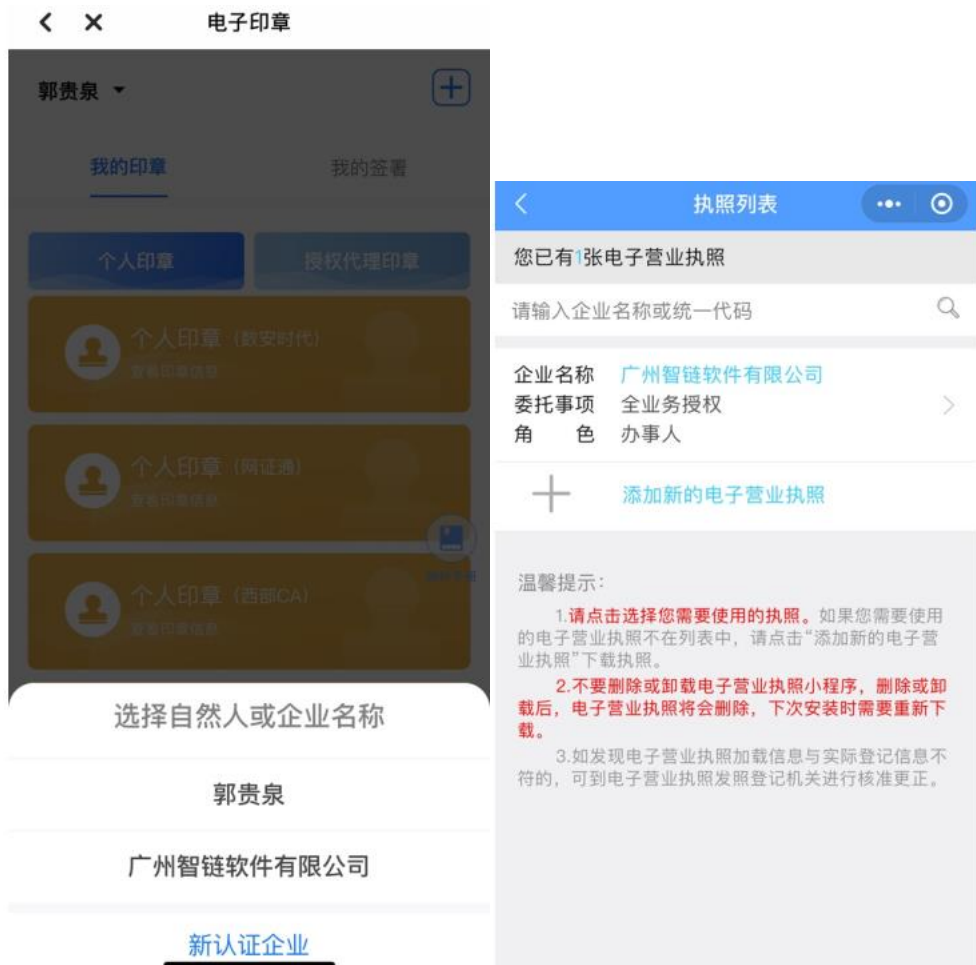 电子印章
郭贵泉
我的印章
我的签署
个人印章
授权代理印章
个人印章（数安时代）
查看印章信息
个人印章（网证通）
查看印章信息
个人印章（西部CA）
查看印章信息
选择自然人或企业名称
郭贵泉
广州智链软件有限公司
新认证企业
执照列表
您已有1张电子营业执照
请输入企业名称或统一代码
企业名称 广州智链软件有限公司
委托事项 全业务授权
角 色 办事人
添加新的电子营业执照
温馨提示：
1.请点击选择您需要使用的执照。如果您需要使用
的电子营业执照不在列表中，请点击“添加新的电子营
业执照”下载执照。
2.不要删除或卸载电子营业执照小程序，删除或卸
载后，电子营业执照将会删除，下次安装时需要重新下
载。
3.如发现电子营业执照加载信息与实际登记信息不
符的，可到电子营业执照发照登记机关进行核准更正。